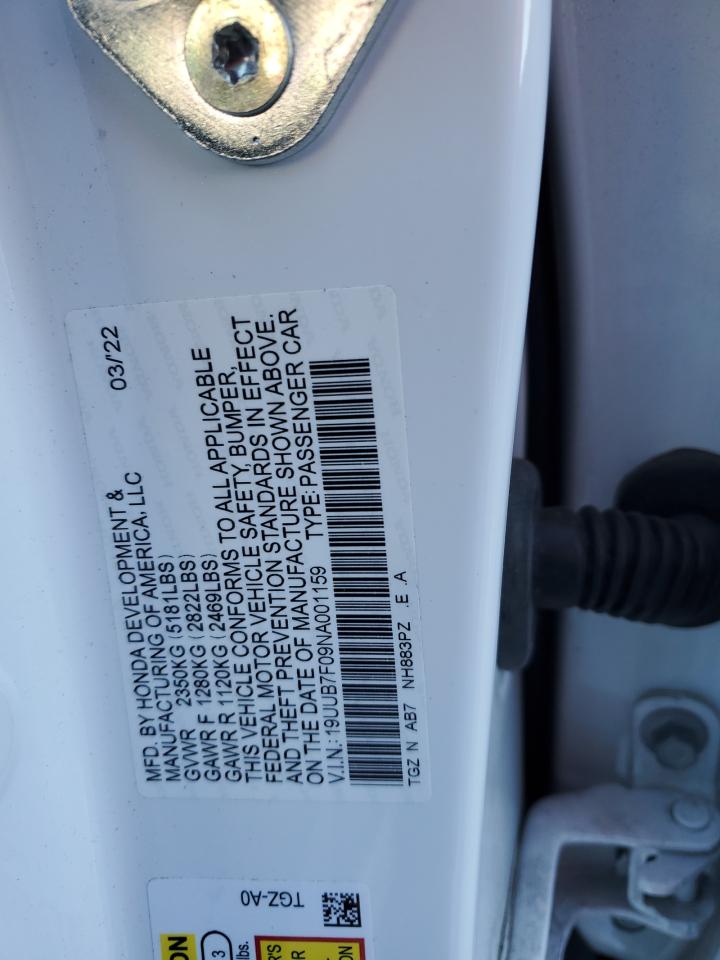 MFD. BY HONDA DEVELOPMENT & 03/'22
MANUFACTURING OF AMERICA, LLC
GVWR 2350KG (5181LBS)
GAWR F 1280KG (2822LBS)
GAWR R 1120KG (2469LBS)
THIS VEHICLE CONFORMS TO ALL APPLICABLE
FEDERAL MOTOR VEHICLE SAFETY, BUMPER,
AND THEFT PREVENTION STANDARDS IN EFFECT
ON THE DATE OF MANUFACTURE SHOWN ABOVE.
V.I.N.: 19UUB7F09NA001159 TYPE: PASSENGER CAR
TGZ N AB7 NH883PZ .E .A
TGZ-A0
3
lbs.